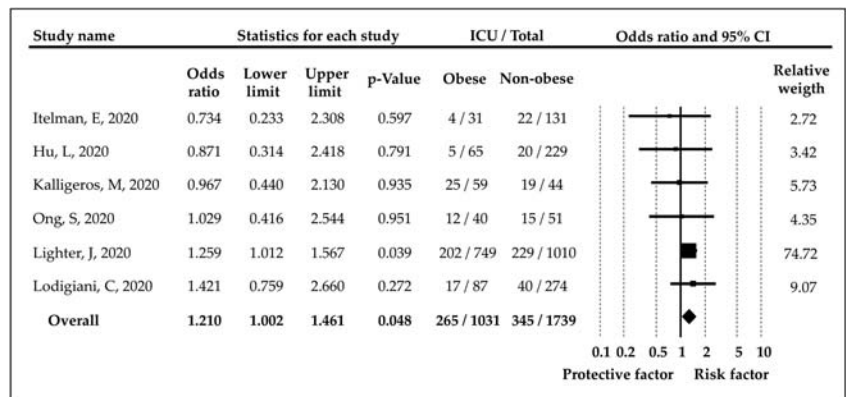 Study name Statistics for each study ICU / Total Odds ratio and 95% CI
Odds ratio Lower limit Upper limit p-Value Obese Non-obese Relative weigth
Itelman, E, 2020 0.734 0.233 2.308 0.597 4 / 31 22 / 131 2.72
Hu, L, 2020 0.871 0.314 2.418 0.791 5 / 65 20 / 229 3.42
Kalligeros, M, 2020 0.967 0.440 2.130 0.935 25 / 59 19 / 44 5.73
Ong, S, 2020 1.029 0.416 2.544 0.951 12 / 40 15 / 51 4.35
Lighter, J, 2020 1.259 1.012 1.567 0.039 202 / 749 229 / 1010 74.72
Lodigiani, C, 2020 1.421 0.759 2.660 0.272 17 / 87 40 / 274 9.07
Overall 1.210 1.002 1.461 0.048 265 / 1031 345 / 1739
0.1 0.2 0.5 1 2 5 10
Protective factor Risk factor